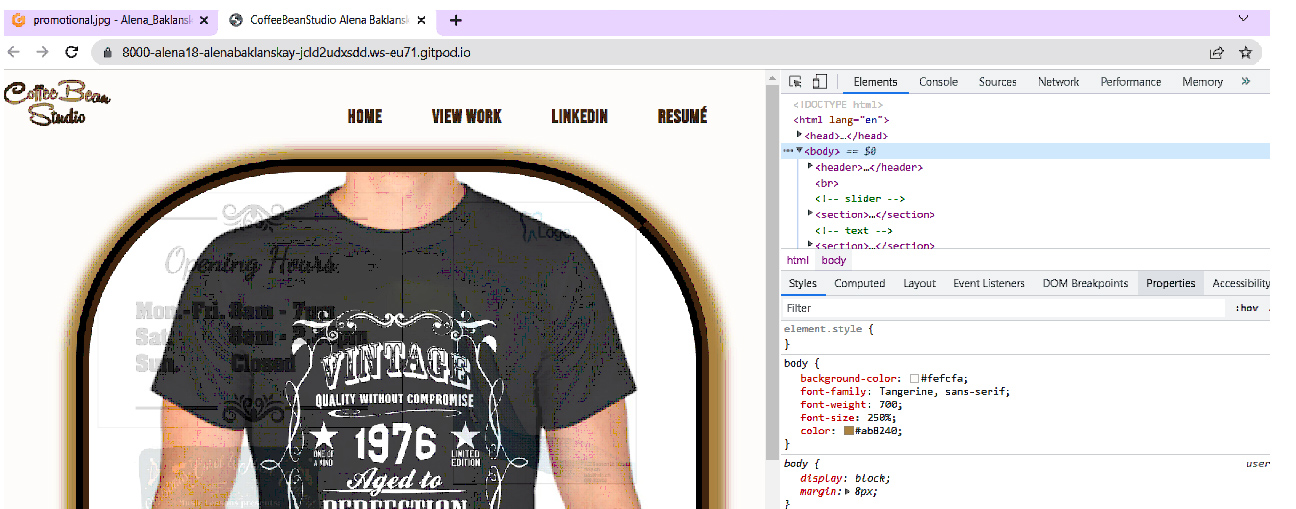 promotional.jpg - Alena_Baklansk
CoffeeBeanStudio Alena Baklansk
8000-alena18-alenabaklanskay-jdld2udxsdd.ws-eu71.gitpod.io
Coffee Bean
Studio
HOME VIEW WORK LINKEDIN RESUMÉ
Logo
Opening Hours
Mon.-Fri. 8am - 7pm
Sat. 8am -
Sun. Closed
VINTAGE
QUALITY WITHOUT COMPROMISE
ONE OF
A KIND
1976
LIMITED
EDITION
Aged to
PERFECTION
Elements Console Sources Network Performance Memory »
<!DOCTYPE html>
<html lang="en">
<head>…</head>
<body> == $0
<header>…</header>
<br>
<!-- slider -->
<section>…</section>
<!-- text -->
<section>…</section>
html body
Styles Computed Layout Event Listeners DOM Breakpoints Properties Accessibility
Filter :hov
element.style {
}
body {
background-color: #fefcfa;
font-family: Tangerine, sans-serif;
font-weight: 700;
font-size: 250%;
color: #ab8240;
}
body { user
display: block;
margin: 8px;
}